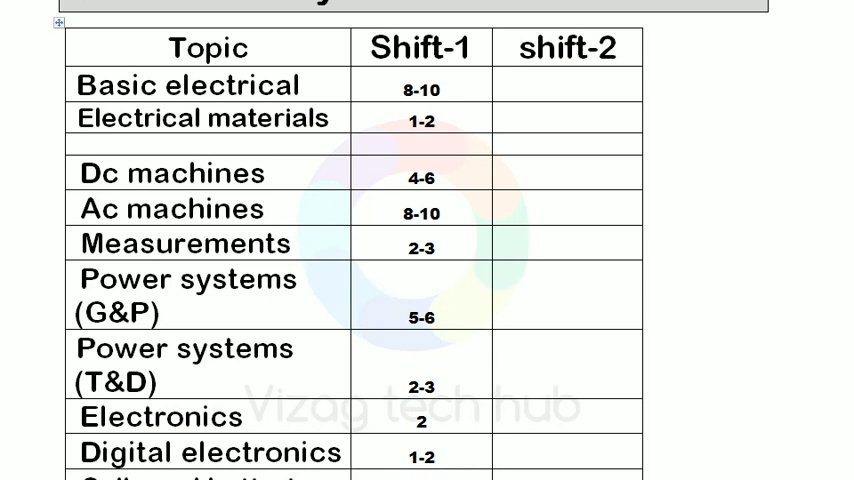 Topic Shift-1 shift-2
Basic electrical 8-10
Electrical materials 1-2
Dc machines 4-6
Ac machines 8-10
Measurements 2-3
Power systems
(G&P) 5-6
Power systems
(T&D) 2-3
Vizag tech hub
Electronics 2
Digital electronics 1-2